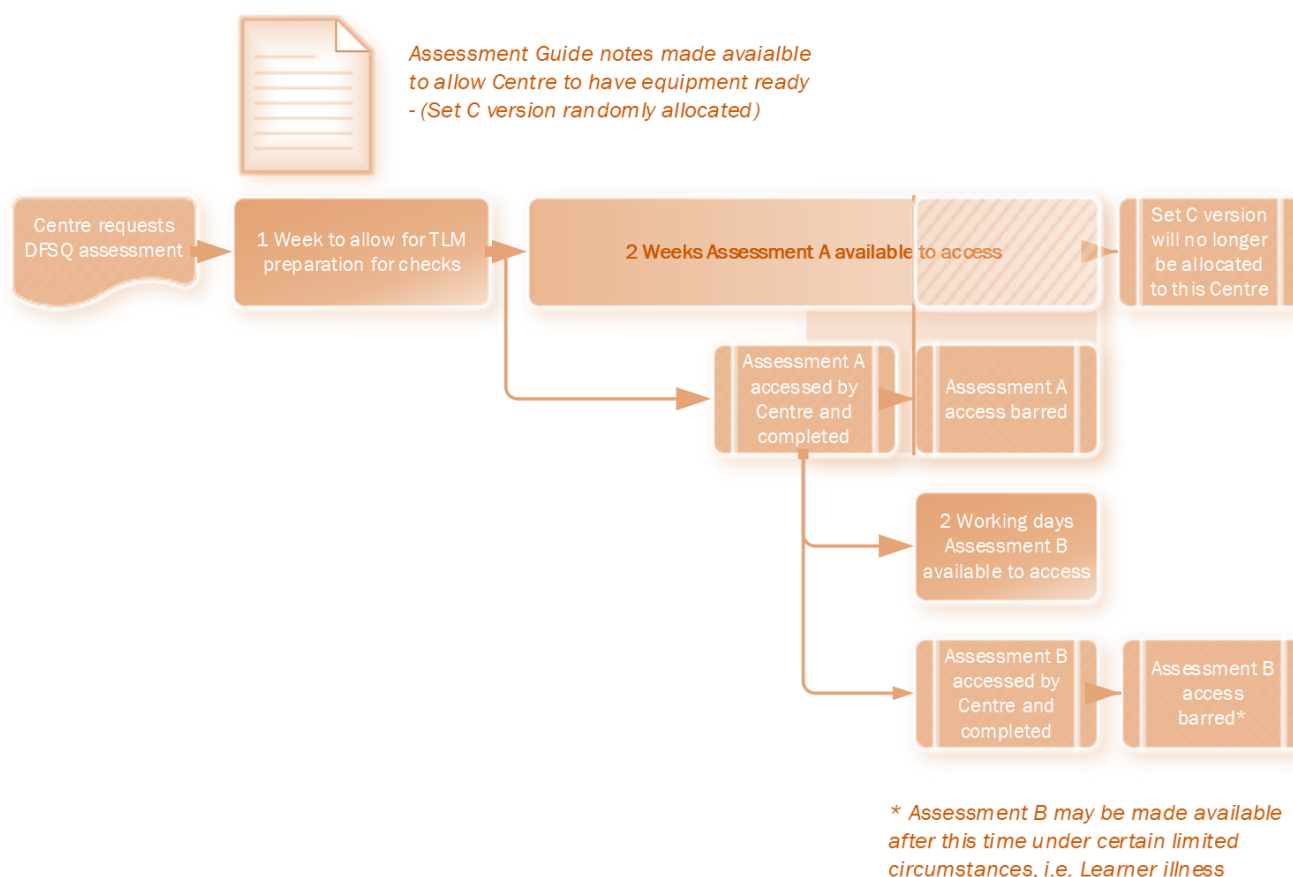 Assessment Guide notes made avaialble
to allow Centre to have equipment ready
- (Set C version randomly allocated)
Centre requests
DFSQ assessment
1 Week to allow for TLM
preparation for checks
2 Weeks Assessment A available to access
Set C version
will no longer
be allocated
to this Centre
Assessment A
accessed by
Centre and
completed
Assessment A
access barred
2 Working days
Assessment B
available to access
Assessment B
accessed by
Centre and
completed
Assessment B
access
barred*
* Assessment B may be made available
after this time under certain limited
circumstances, i.e. Learner illness